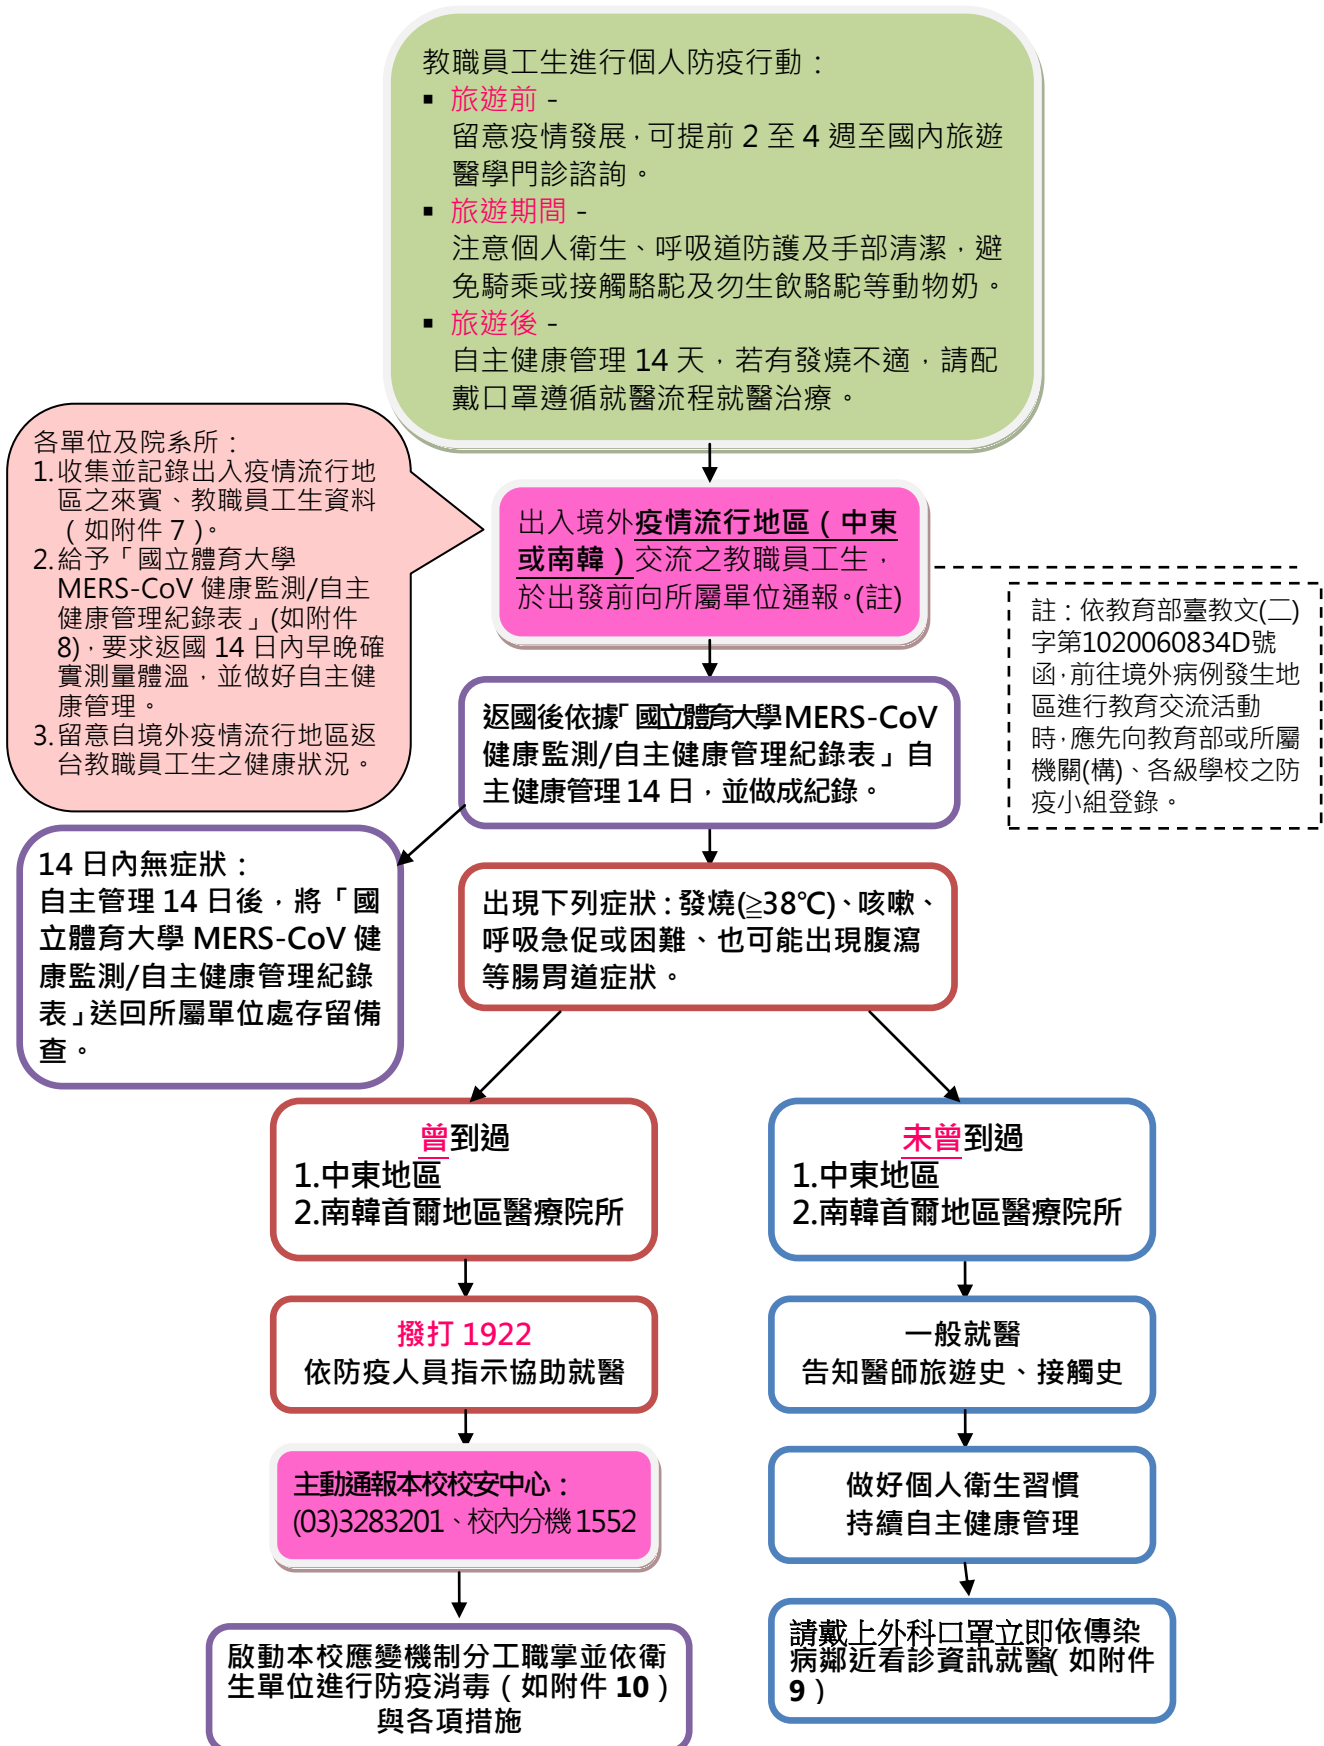 教職員工生進行個人防疫行動：
▪ 旅遊前 -
留意疫情發展，可提前 2 至 4 週至國內旅遊
醫學門診諮詢。
▪ 旅遊期間 -
注意個人衛生、呼吸道防護及手部清潔，避
免騎乘或接觸駱駝及勿生飲駱駝等動物奶。
▪ 旅遊後 -
自主健康管理 14 天，若有發燒不適，請配
戴口罩遵循就醫流程就醫治療。
各單位及院系所：
1.收集並記錄出入疫情流行地
區之來賓、教職員工生資料
（如附件 7）。
2.給予「國立體育大學
MERS-CoV 健康監測/自主
健康管理紀錄表」(如附件
8)，要求返國 14 日內早晚確
實測量體溫，並做好自主健
康管理。
3.留意自境外疫情流行地區返
台教職員工生之健康狀況。
出入境外疫情流行地區（中東
或南韓）交流之教職員工生，
於出發前向所屬單位通報。(註)
註：依教育部臺教文(二)
字第1020060834D號
函，前往境外病例發生地
區進行教育交流活動
時，應先向教育部或所屬
機關(構)、各級學校之防
疫小組登錄。
返國後依據「國立體育大學MERS-CoV
健康監測/自主健康管理紀錄表」自
主健康管理 14 日，並做成紀錄。
14 日內無症狀：
自主管理 14 日後，將「國
立體育大學 MERS-CoV 健
康監測/自主健康管理紀錄
表」送回所屬單位處存留備
查。
出現下列症狀：發燒(≧38℃)、咳嗽、
呼吸急促或困難、也可能出現腹瀉
等腸胃道症狀。
曾到過
1.中東地區
2.南韓首爾地區醫療院所
未曾到過
1.中東地區
2.南韓首爾地區醫療院所
撥打 1922
依防疫人員指示協助就醫
一般就醫
告知醫師旅遊史、接觸史
主動通報本校校安中心：
(03)3283201、校內分機 1552
做好個人衛生習慣
持續自主健康管理
啟動本校應變機制分工職掌並依衛
生單位進行防疫消毒（如附件 10）
與各項措施
請戴上外科口罩立即依傳染
病鄰近看診資訊就醫(如附件
9）